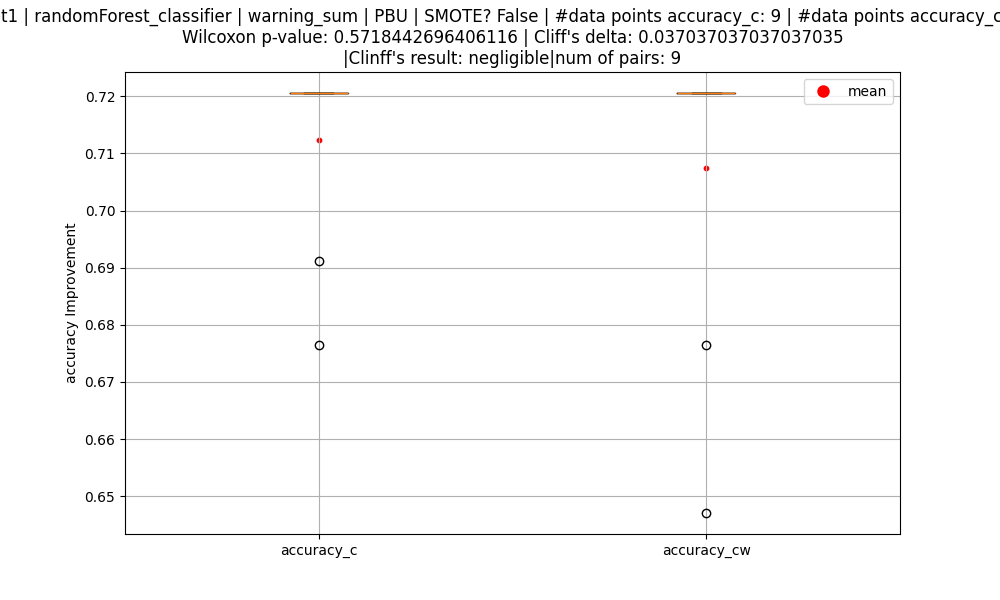 t1 | randomForest_classifier | warning_sum | PBU | SMOTE? False | #data points accuracy_c: 9 | #data points accuracy_c
Wilcoxon p-value: 0.5718442696406116 | Cliff's delta: 0.037037037037037035
|Clinff's result: negligible|num of pairs: 9
mean
0.72
0.71
0.70
0.69
0.68
0.67
0.66
0.65
accuracy Improvement
accuracy_c
accuracy_cw